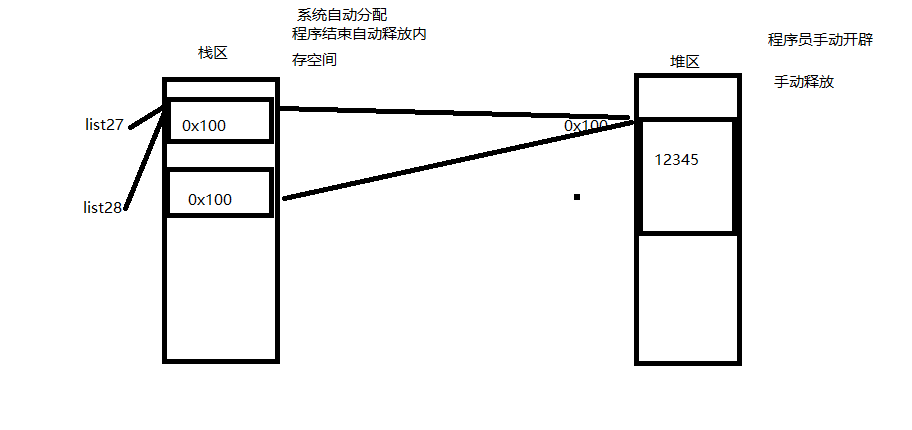 系统自动分配
程序结束自动释放内
存空间
栈区
程序员手动开辟
堆区
手动释放
list27
0x100
0x100
12345
list28
0x100